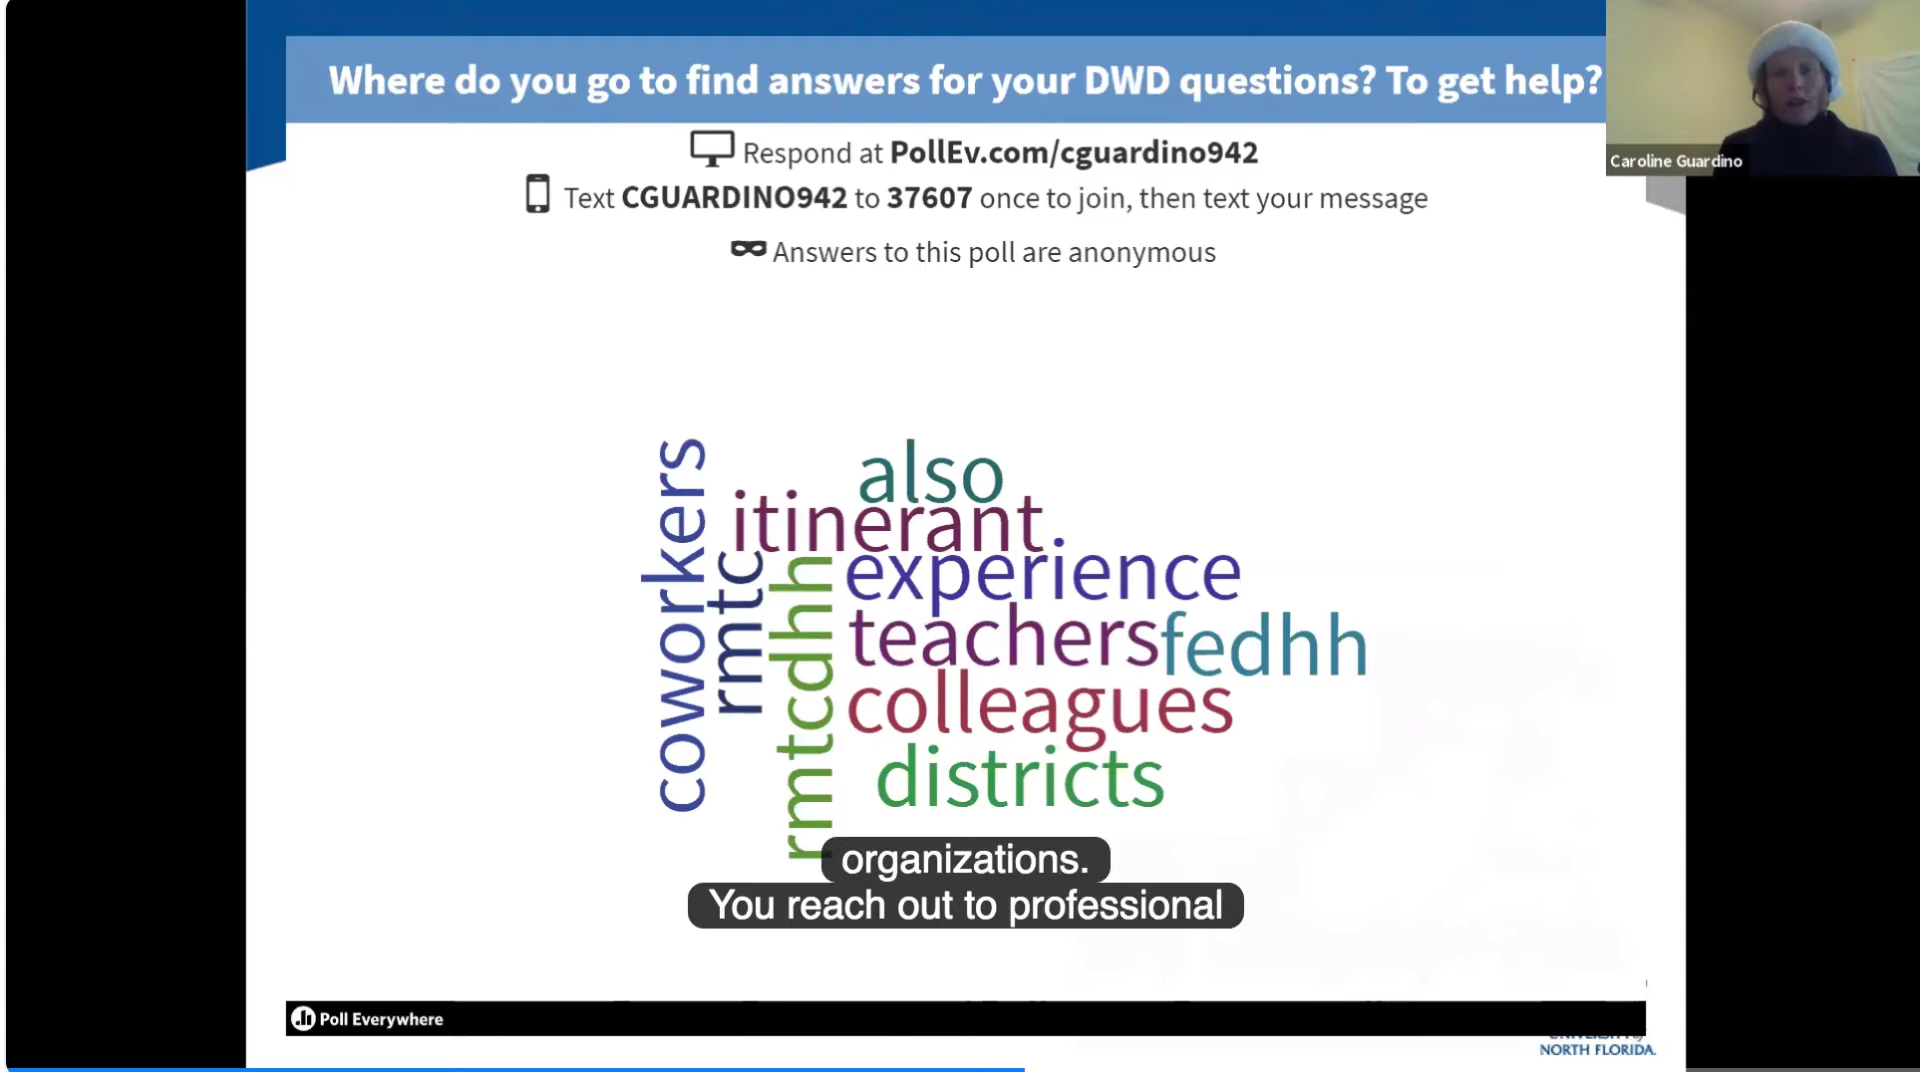 Where do you go to find answers for your DWD questions? To get help?
Caroline Guardino
Respond at PollEv.com/cguardino942
Text CGUARDINO942 to 37607 once to join, then text your message
Answers to this poll are anonymous
also
itinerant
coworkers
rmtc
rmtcdhh
experience
teachers
fedhh
colleagues
districts
organizations.
You reach out to professional
Poll Everywhere
NORTH FLORIDA.